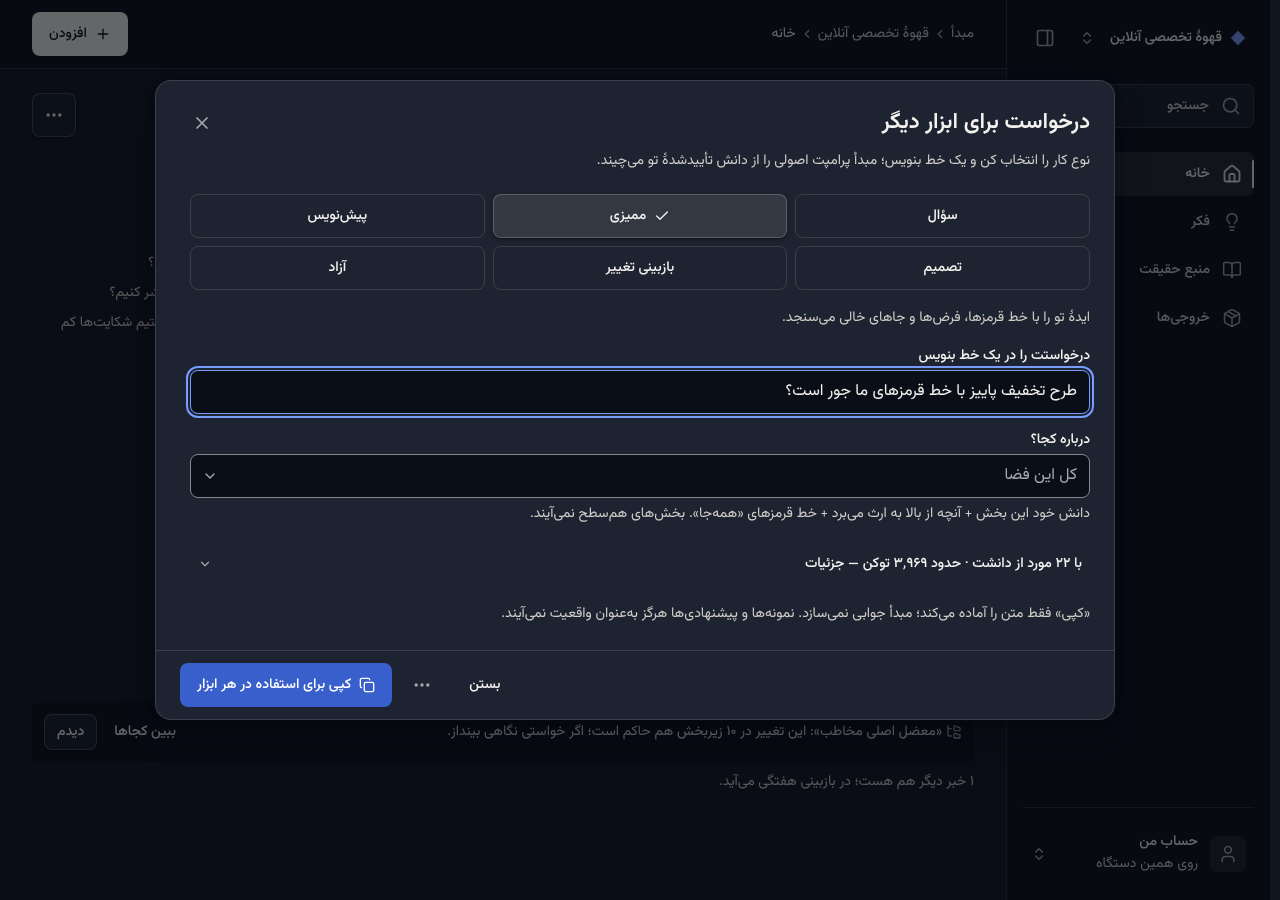 قهوهٔ تخصصی آنلاین
مبدأ › قهوهٔ تخصصی آنلاین › خانه
+ افزودن
جستجو
خانه
فکر
منبع حقیقت
خروجی‌ها
حساب من
روی همین دستگاه
درخواست برای ابزار دیگر
نوع کار را انتخاب کن و یک خط بنویس؛ مبدأ پرامپت اصولی را از دانش تأییدشدهٔ تو می‌چیند.
سؤال
ممیزی
پیش‌نویس
تصمیم
بازبینی تغییر
آزاد
ایدهٔ تو را با خط قرمزها، فرض‌ها و جاهای خالی می‌سنجد.
درخواستت را در یک خط بنویس
طرح تخفیف پاییز با خط قرمزهای ما جور است؟
درباره کجا؟
کل این فضا
دانش خود این بخش + آنچه از بالا به ارث می‌برد + خط قرمزهای «همه‌جا». بخش‌های هم‌سطح نمی‌آیند.
با ۲۲ مورد از دانشت · حدود ۳,۹۶۹ توکن — جزئیات
«کپی» فقط متن را آماده می‌کند؛ مبدأ جوابی نمی‌سازد. نمونه‌ها و پیشنهادی‌ها هرگز به‌عنوان واقعیت نمی‌آیند.
بستن
کپی برای استفاده در هر ابزار
؟
کنیم؟
شکایت‌ها کم
«معضل اصلی مخاطب»: این تغییر در ۱۰ زیربخش هم حاکم است؛ اگر خواستی نگاهی بینداز.
ببین کجاها
دیدم
۱ خبر دیگر هم هست؛ در بازبینی هفتگی می‌آید.